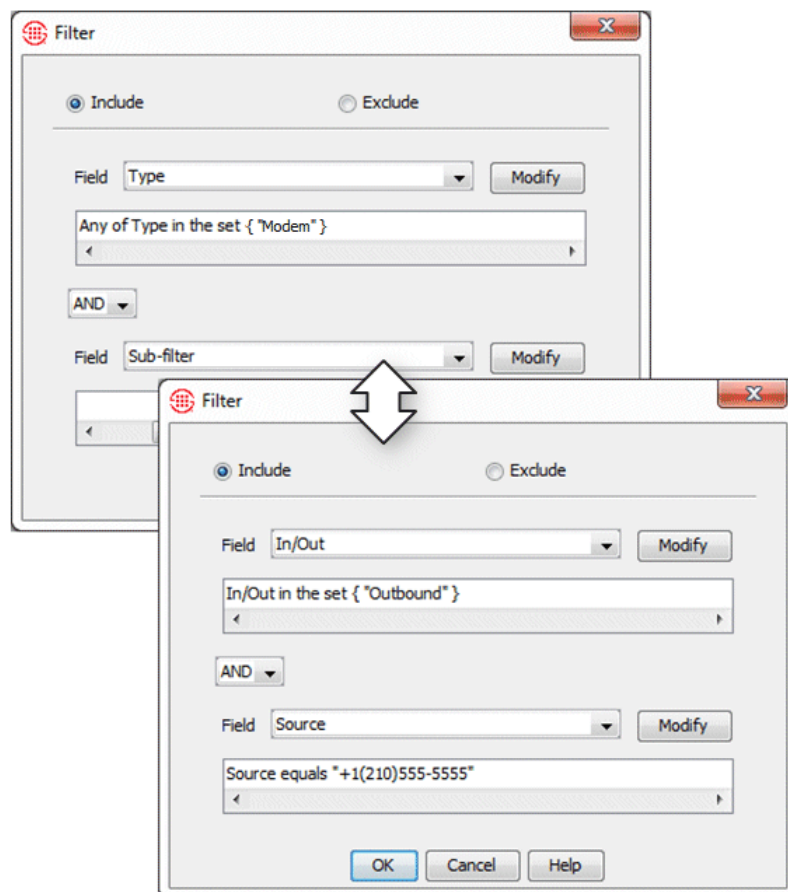 Filter
Include Exclude
Field Type Modify
Any of Type in the set { "Modem" }
AND
Field Sub-filter Modify
Filter
Include Exclude
Field In/Out Modify
In/Out in the set { "Outbound" }
AND
Field Source Modify
Source equals "+1(210)555-5555"
OK Cancel Help